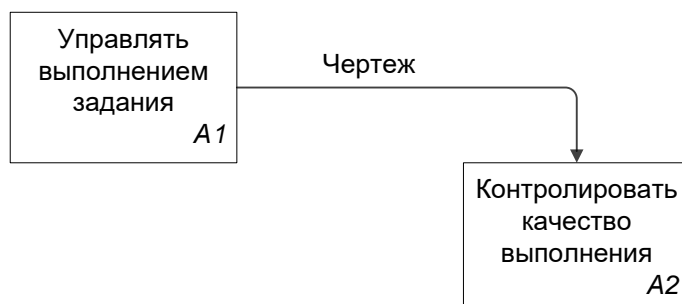 Управлять
выполнением
задания
A1
Чертеж
Контролировать
качество
выполнения
A2